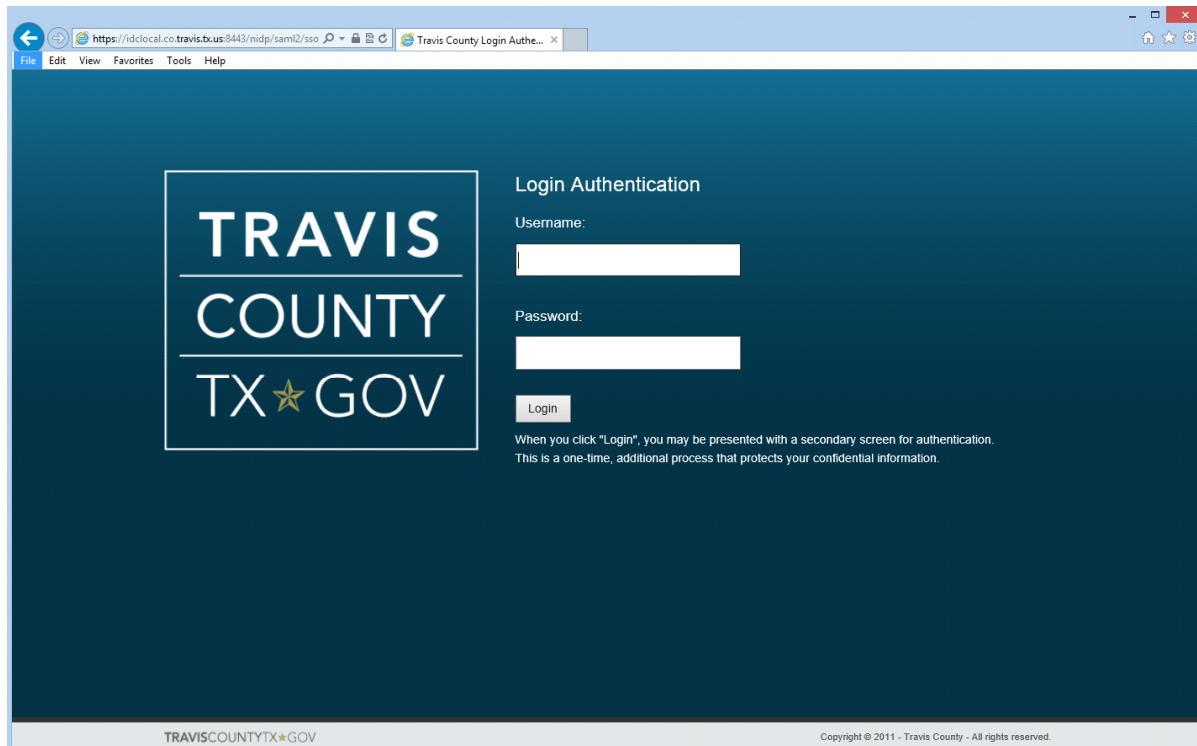 https://idclocal.co.travis.tx.us:8443/nidp/saml2/sso
Travis County Login Authe...
File Edit View Favorites Tools Help
TRAVIS
COUNTY
TX GOV
Login Authentication
Username:
Password:
Login
When you click "Login", you may be presented with a secondary screen for authentication.
This is a one-time, additional process that protects your confidential information.
TRAVISCOUNTYTX★GOV
Copyright © 2011 - Travis County - All rights reserved.